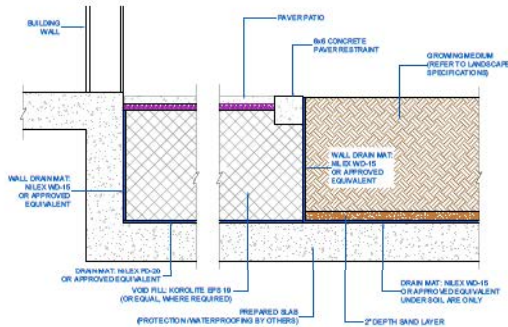 BUILDING
WALL
PAVER PATIO
6x6 CONCRETE
PAVER RESTRAINT
GROWING MEDIUM
(REFER TO LANDSCAPE
SPECIFICATIONS)
WALL DRAIN MAT:
NILEX WD-15
OR APPROVED
EQUIVALENT
WALL DRAIN MAT:
NILEX WD-15
OR APPROVED
EQUIVALENT
DRAIN MAT: NILEX PD-20
OR APPROVED EQUIVALENT
VOID FILL: KOROLITE EPS 19
(OR EQUAL, WHERE REQUIRED)
PREPARED SLAB
(PROTECTION/WATERPROOFING BY OTHERS)
DRAIN MAT: NILEX WD-15
OR APPROVED EQUIVALENT
UNDER SOIL ARE ONLY
2" DEPTH SAND LAYER